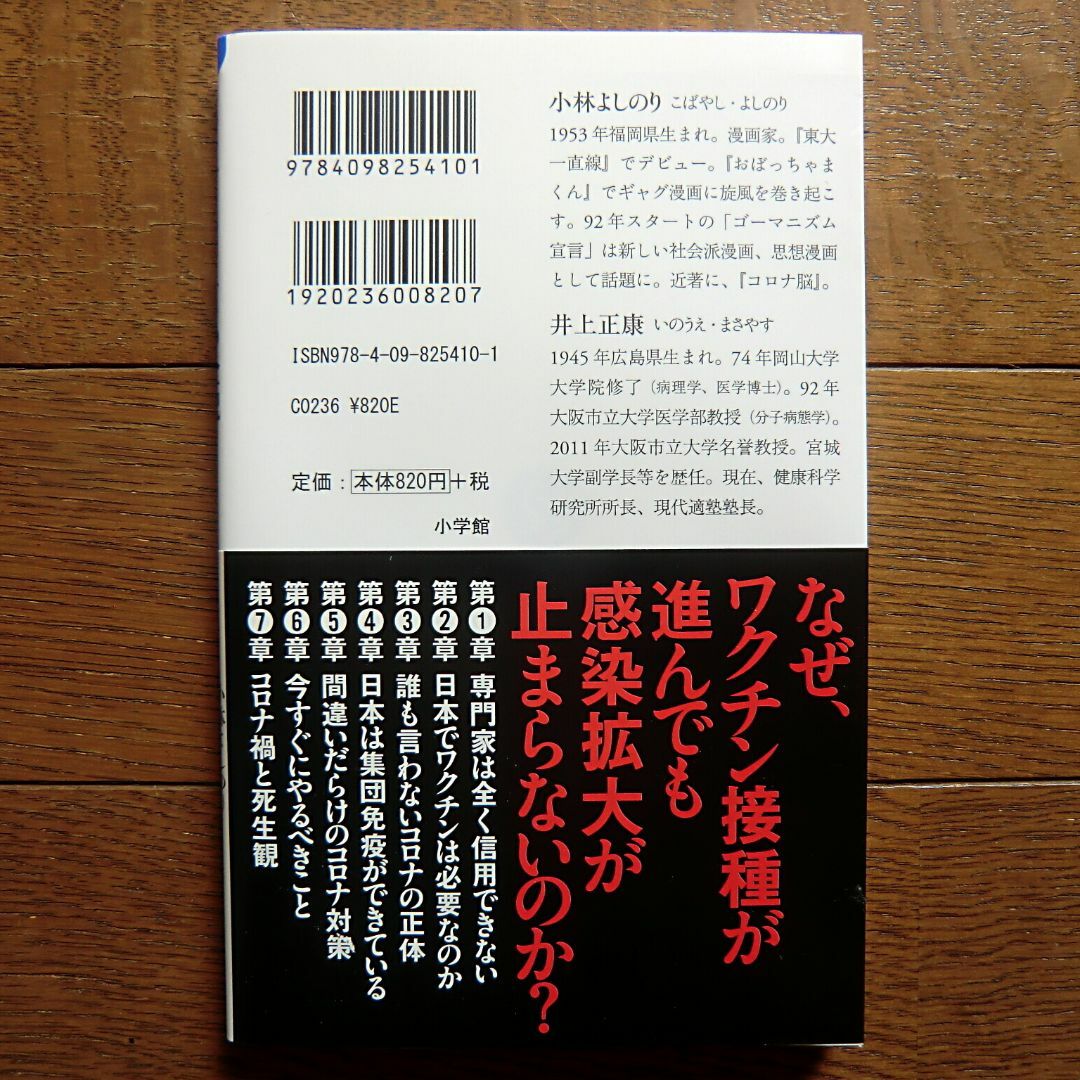 9784098254101
1920236008207
ISBN978-4-09-825410-1
C0236 ¥820E
定価：本体820円＋税
小学館
小林よしのり こばやし・よしのり
1953年福岡県生まれ。漫画家。『東大
一直線』でデビュー。『おぼっちゃま
くん』でギャグ漫画に旋風を巻き起こ
す。92年スタートの「ゴーマニズム
宣言」は新しい社会派漫画、思想漫画
として話題に。近著に、『コロナ脳』。
井上正康 いのうえ・まさやす
1945年広島県生まれ。74年岡山大学
大学院修了（病理学、医学博士）。92年
大阪市立大学医学部教授（分子病態学）。
2011年大阪市立大学名誉教授。宮城
大学副学長等を歴任。現在、健康科学
研究所所長、現代適塾塾長。
なぜ、
ワクチン接種が
進んでも
感染拡大が
止まらないのか？
第❶章 専門家は全く信用できない
第❷章 日本でワクチンは必要なのか
第❸章 誰も言わないコロナの正体
第❹章 日本は集団免疫ができている
第❺章 間違いだらけのコロナ対策
第❻章 今すぐにやるべきこと
第❼章 コロナ禍と死生観